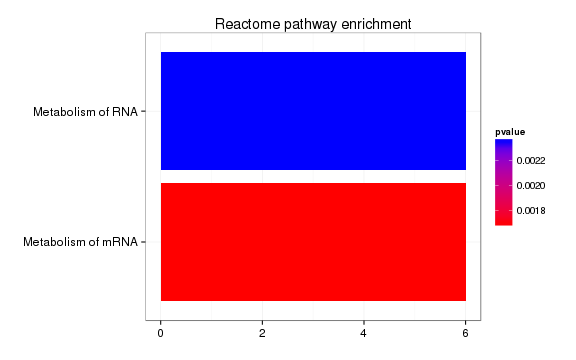 Reactome pathway enrichment
Metabolism of RNA
Metabolism of mRNA
0 2 4 6
pvalue
0.0022
0.0020
0.0018